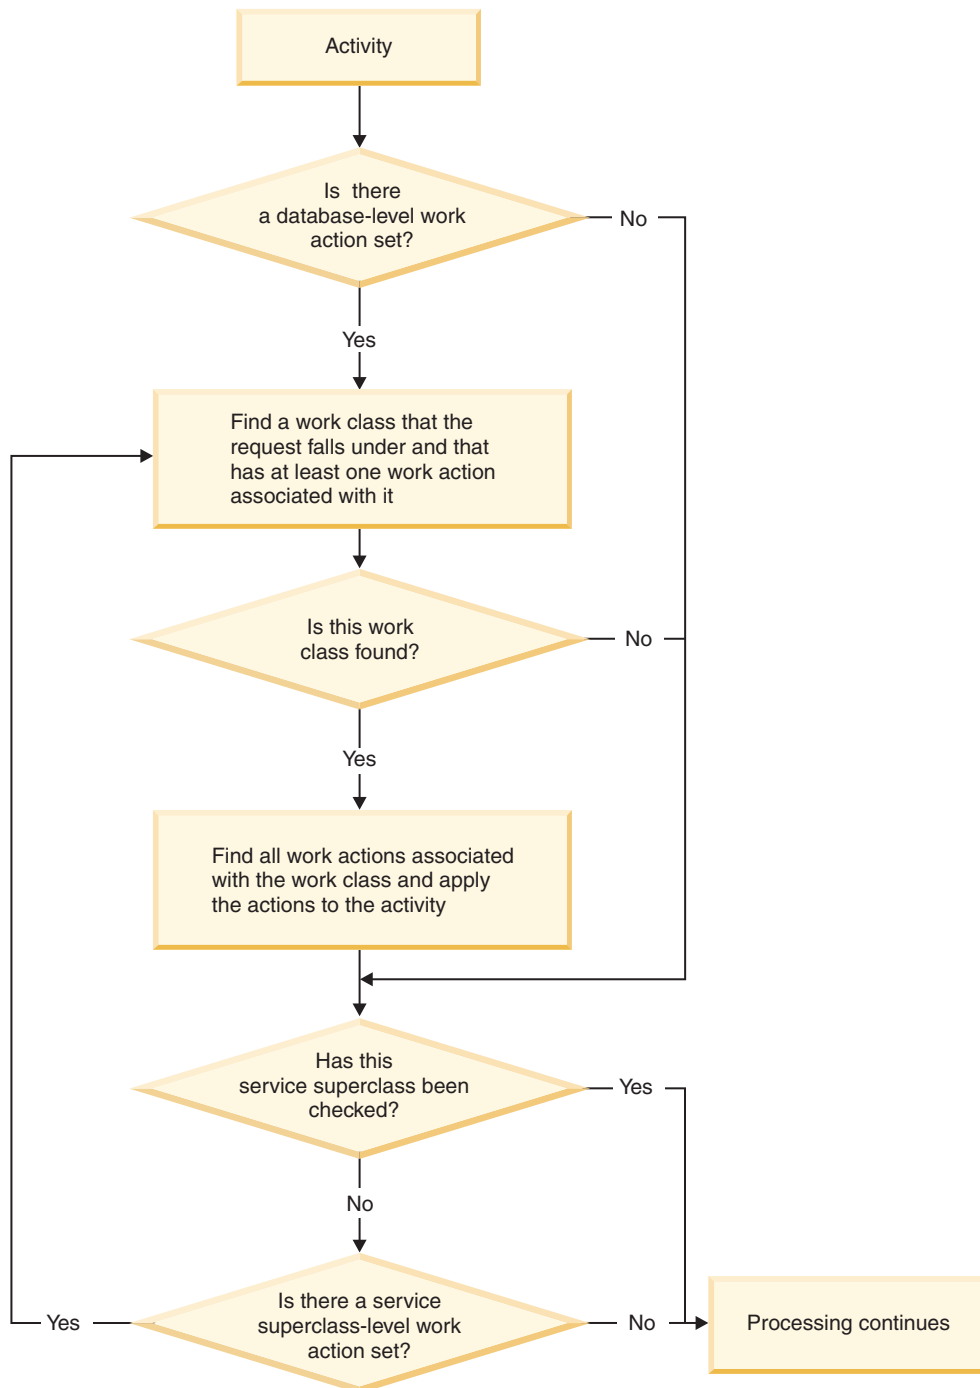 Activity
Is there
a database-level work
action set?
No
Yes
Find a work class that the
request falls under and that
has at least one work action
associated with it
Is this work
class found?
No
Yes
Find all work actions associated
with the work class and apply
the actions to the activity
Has this
service superclass been
checked?
Yes
No
Is there a service
superclass-level work
action set?
Yes
No
Processing continues